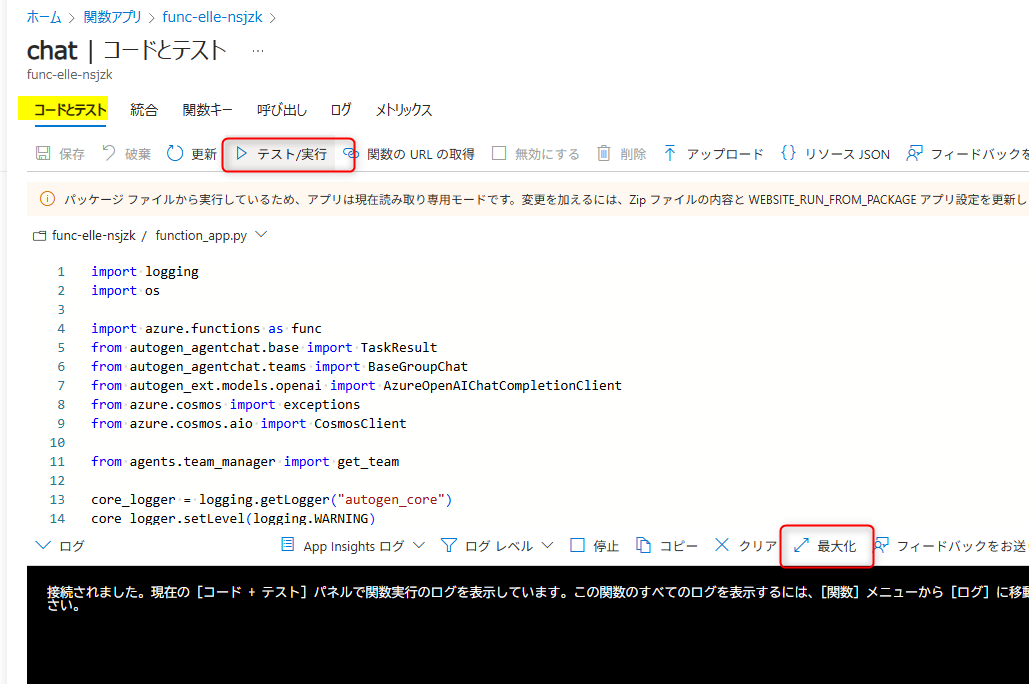 ホーム > 関数アプリ > func-elle-nsjzk >
chat | コードとテスト ...
func-elle-nsjzk
コードとテスト 統合 関数キー 呼び出し ログ メトリックス
保存 破棄 更新 テスト/実行 関数の URL の取得 無効にする 削除 アップロード {} リソース JSON フィードバックを
パッケージ ファイルから実行しているため、アプリは現在読み取り専用モードです。変更を加えるには、Zip ファイルの内容と WEBSITE_RUN_FROM_PACKAGE アプリ設定を更新し
func-elle-nsjzk / function_app.py
1 import logging
2 import os
3
4 import azure.functions as func
5 from autogen_agentchat.base import TaskResult
6 from autogen_agentchat.teams import BaseGroupChat
7 from autogen_ext.models.openai import AzureOpenAIChatCompletionClient
8 from azure.cosmos import exceptions
9 from azure.cosmos.aio import CosmosClient
10
11 from agents.team_manager import get_team
12
13 core_logger = logging.getLogger("autogen_core")
14 core_logger.setLevel(logging.WARNING)
ログ App Insights ログ ログ レベル 停止 コピー クリア 最大化 フィードバックをお送
接続されました。現在の [コード + テスト] パネルで関数実行のログを表示しています。この関数のすべてのログを表示するには、[関数] メニューから [ログ] に移動
さい。